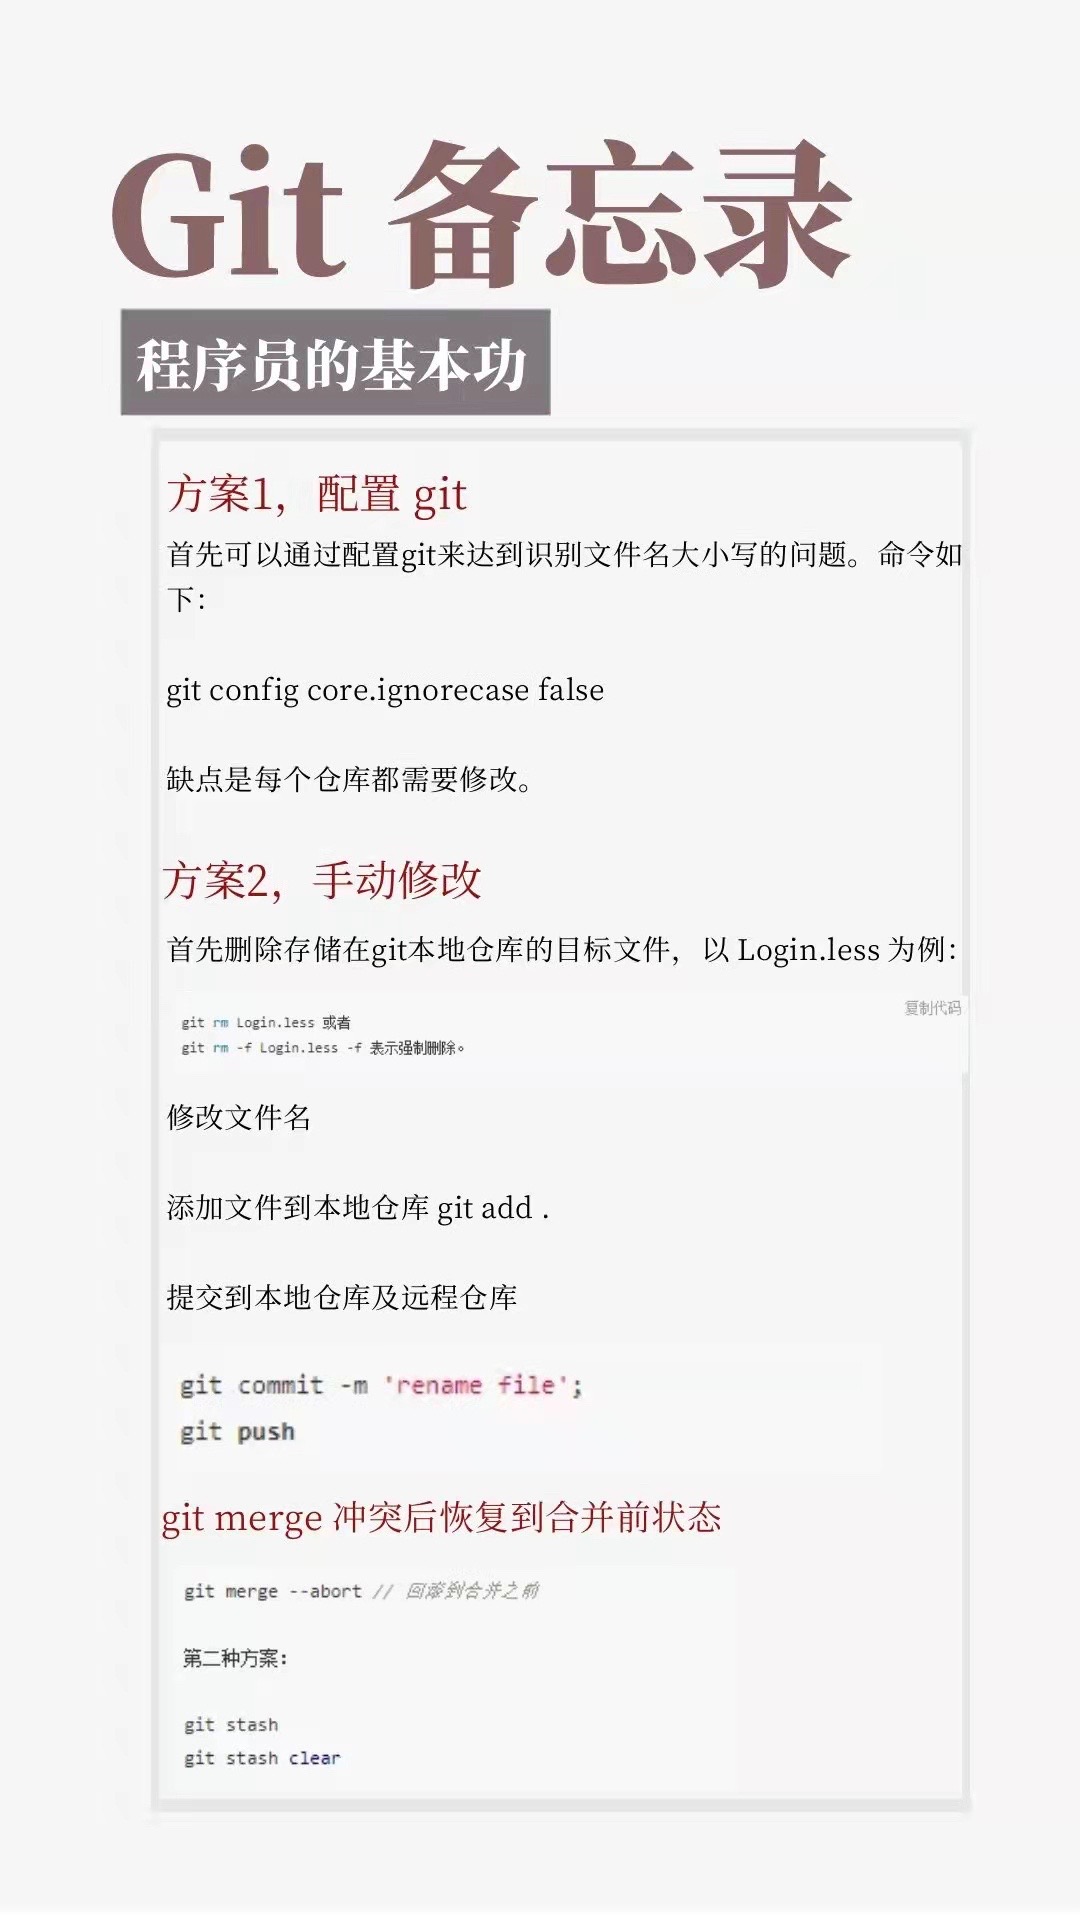 Git 备忘录
程序员的基本功
方案1，配置 git
首先可以通过配置git来达到识别文件名大小写的问题。命令如
下：
git config core.ignorecase false
缺点是每个仓库都需要修改。
方案2，手动修改
首先删除存储在git本地仓库的目标文件，以 Login.less 为例：
复制代码
git rm Login.less 或者
git rm -f Login.less -f 表示强制删除。
修改文件名
添加文件到本地仓库 git add .
提交到本地仓库及远程仓库
git commit -m 'rename file';
git push
git merge 冲突后恢复到合并前状态
git merge --abort // 回滚到合并之前
第二种方案：
git stash
git stash clear